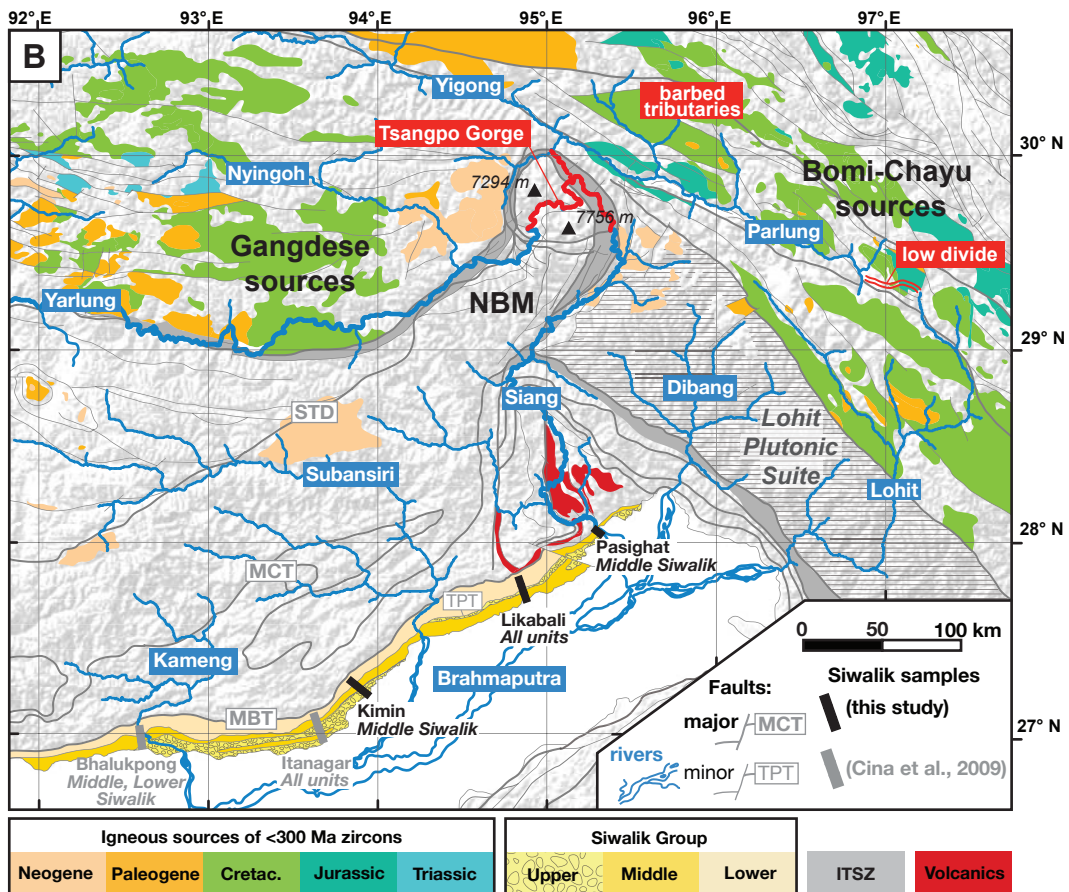 92° E
93° E
94° E
95° E
96° E
97° E
B
Yigong
barbed
tributaries
Tsangpo Gorge
30° N
Nyingoh
7294 m
Bomi-Chayu
sources
7756 m
Parlung
Gangdese
sources
low divide
Yarlung
NBM
29° N
Siang
Dibang
STD
Lohit
Plutonic
Suite
Subansiri
Lohit
28° N
Pasighat
Middle Siwalik
MCT
TPT
Likabali
All units
0 50 100 km
Kameng
Brahmaputra
Siwalik samples
(this study)
Faults:
major
MCT
Kimin
Middle Siwalik
MBT
27° N
rivers
minor
TPT
(Cina et al., 2009)
Bhalukpong
Middle, Lower
Siwalik
Itanagar
All units
Igneous sources of <300 Ma zircons
Neogene
Paleogene
Cretac.
Jurassic
Triassic
Siwalik Group
Upper
Middle
Lower
ITSZ
Volcanics